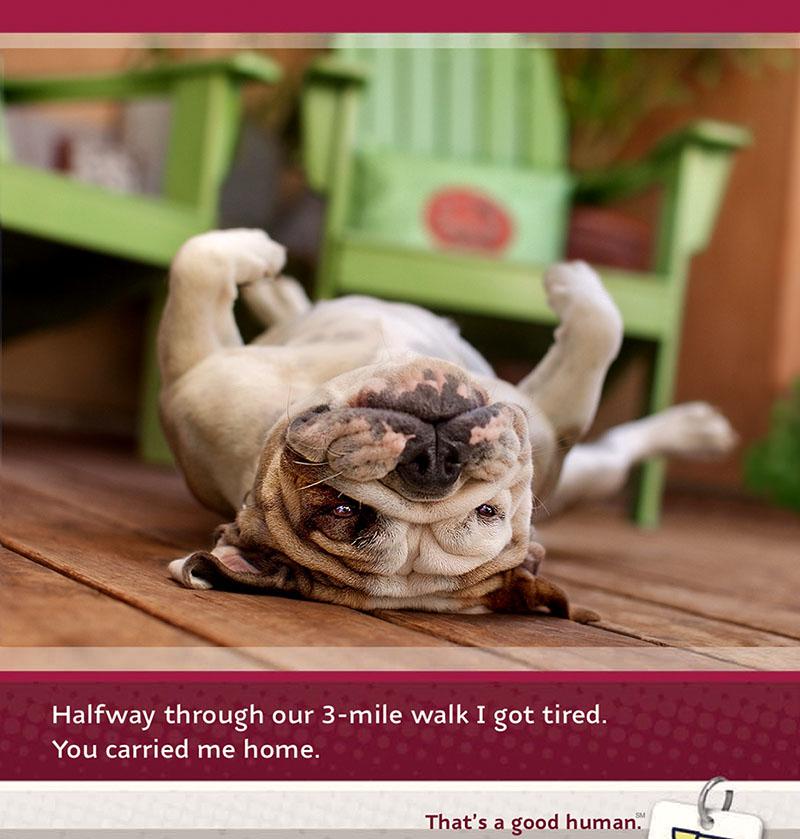 Halfway through our 3-mile walk I got tired.
You carried me home.
That's a good human.℠